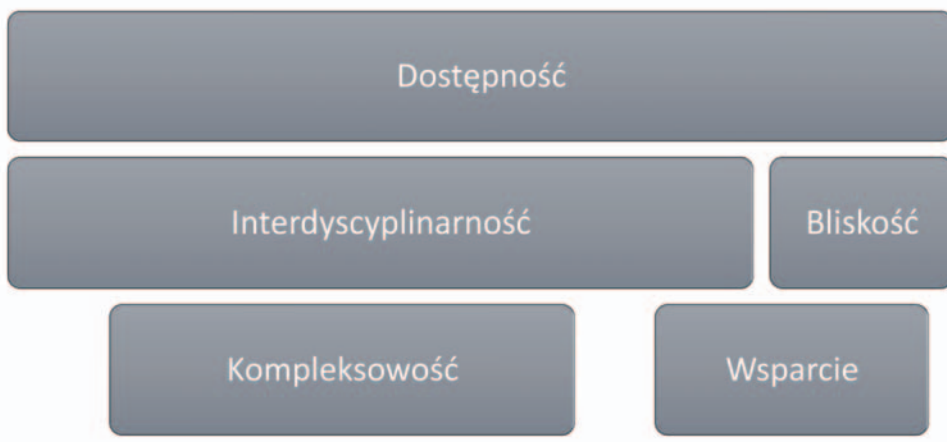 Dostępność
Interdyscyplinarność
Bliskość
Kompleksowość
Wsparcie